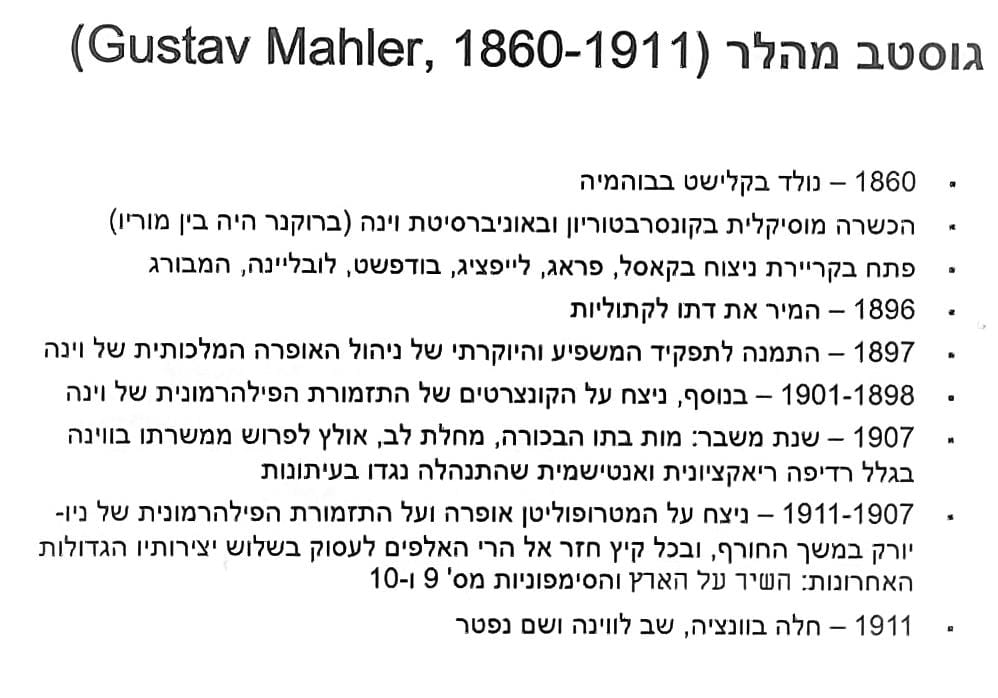 גוסטב מהלר (Gustav Mahler, 1860-1911)
▪ 1860 – נולד בקלישט בבוהמיה
▪ הכשרה מוסיקלית בקונסרבטוריון ובאוניברסיטת וינה (ברוקנר היה בין מוריו)
▪ פתח בקריירת ניצוח בקאסל, פראג, לייפציג, בודפשט, לובליינה, המבורג
▪ 1896 – המיר את דתו לקתוליות
▪ 1897 – התמנה לתפקיד המשפיע והיוקרתי של ניהול האופרה המלכותית של וינה
▪ 1901-1898 – בנוסף, ניצח על הקונצרטים של התזמורת הפילהרמונית של וינה
▪ 1907 – שנת משבר: מות בתו הבכורה, מחלת לב, אולץ לפרוש ממשרתו בווינה
בגלל רדיפה ריאקציונית ואנטישמית שהתנהלה נגדו בעיתונות
▪ 1911-1907 – ניצח על המטרופוליטן אופרה ועל התזמורת הפילהרמונית של ניו-
יורק במשך החורף, ובכל קיץ חזר אל הרי האלפים לעסוק בשלוש יצירותיו הגדולות
האחרונות: השיר על הארץ והסימפוניות מס' 9 ו-10
▪ 1911 – חלה בוונציה, שב לווינה ושם נפטר